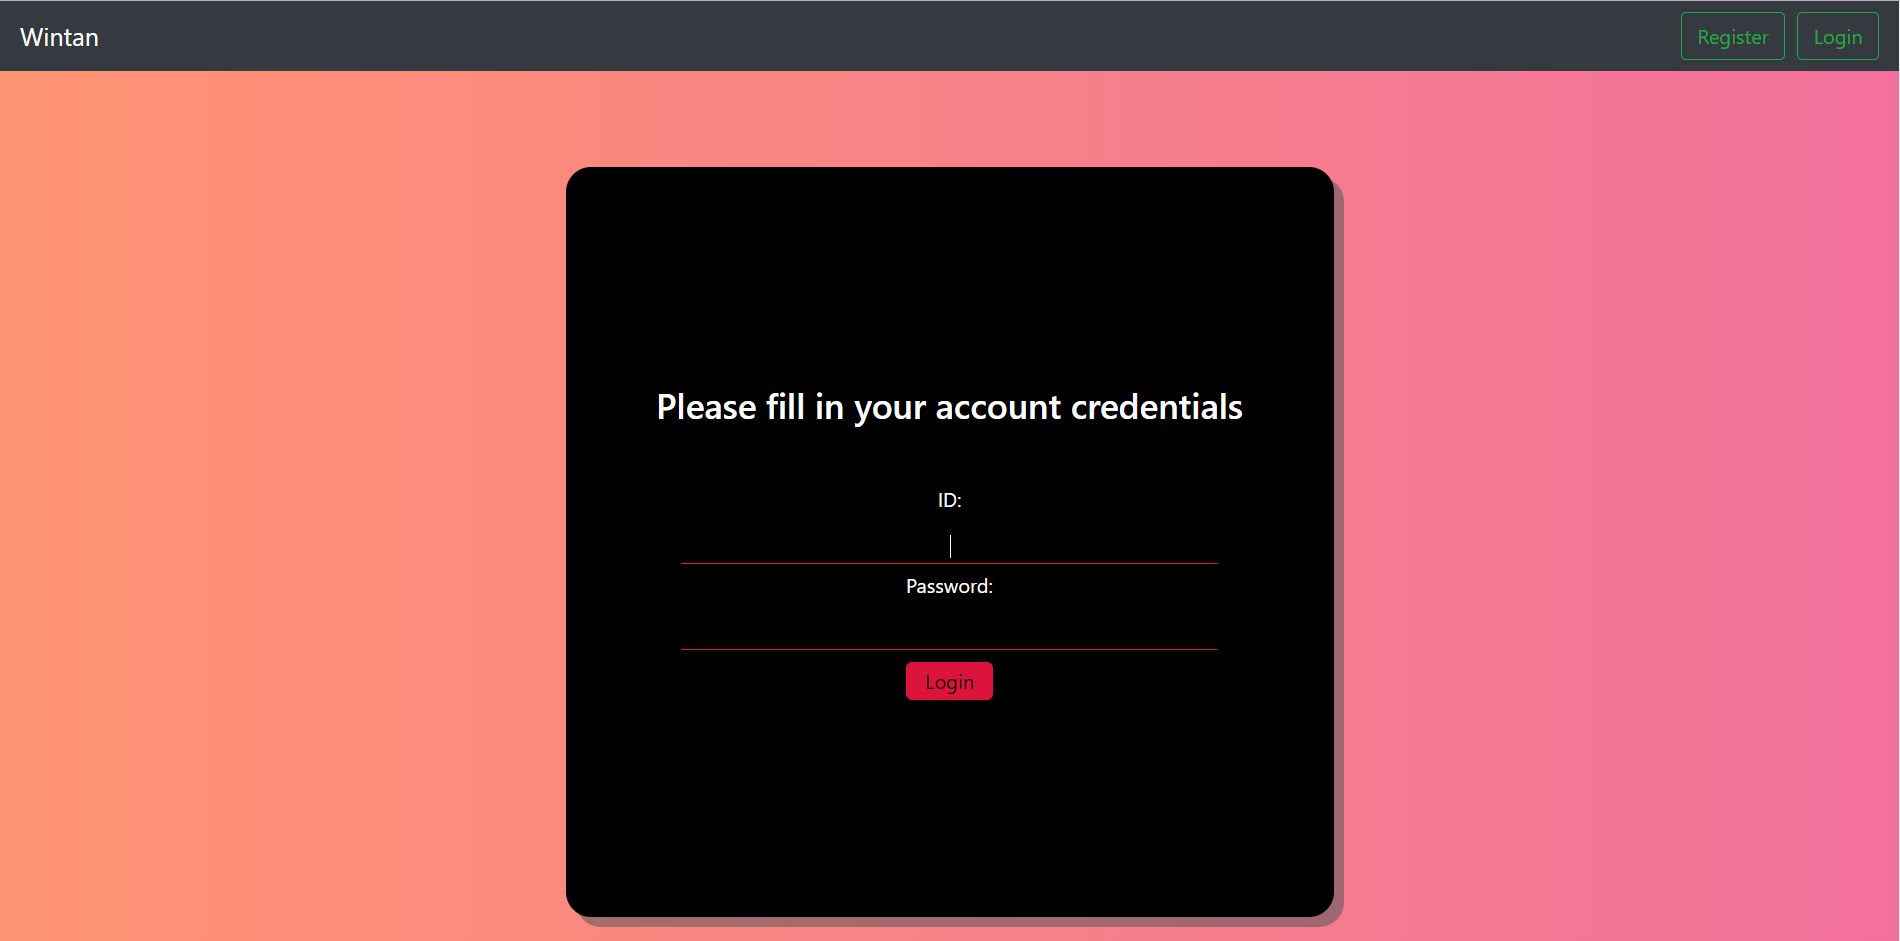 Wintan
Register
Login
Please fill in your account credentials
ID:
Password:
Login